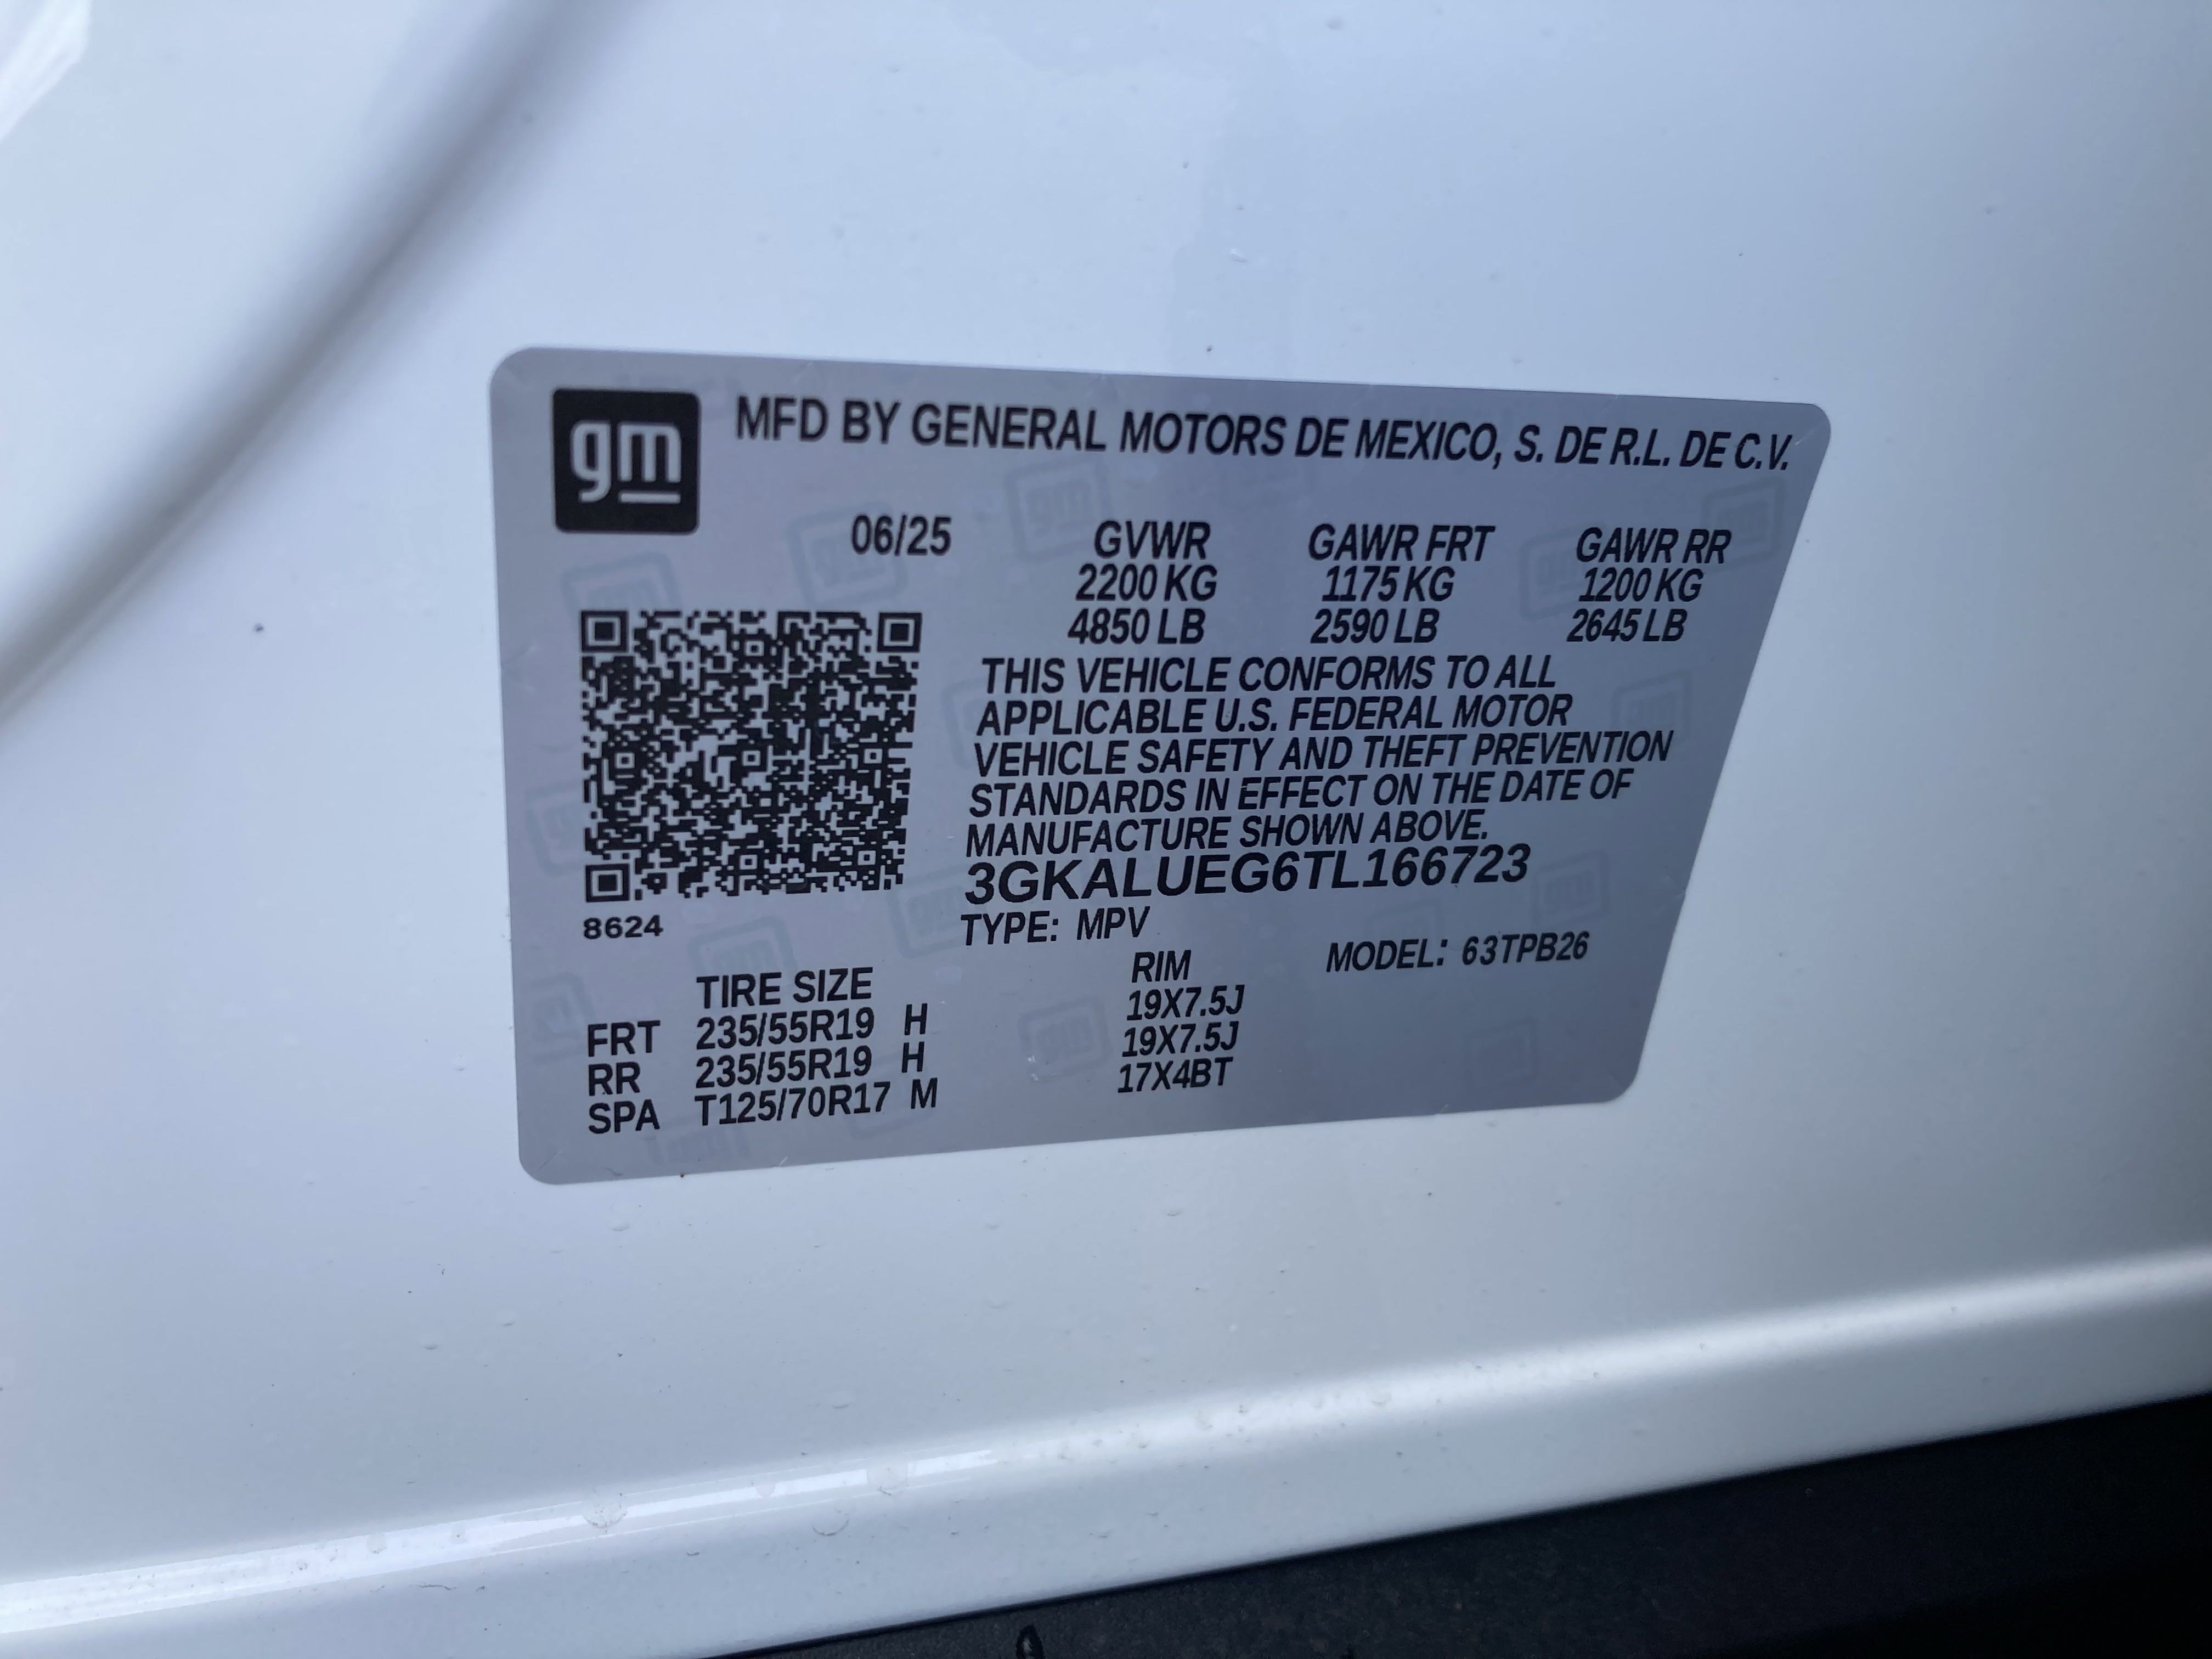 gm
MFD BY GENERAL MOTORS DE MEXICO, S. DE R.L. DE C.V.
06/25 GVWR GAWR FRT GAWR RR
2200 KG 1175 KG 1200 KG
4850 LB 2590 LB 2645 LB
THIS VEHICLE CONFORMS TO ALL
APPLICABLE U.S. FEDERAL MOTOR
VEHICLE SAFETY AND THEFT PREVENTION
STANDARDS IN EFFECT ON THE DATE OF
MANUFACTURE SHOWN ABOVE.
3GKALUEG6TL166723
8624 TYPE: MPV MODEL: 63TPB26
TIRE SIZE RIM
FRT 235/55R19 H 19X7.5J
RR 235/55R19 H 19X7.5J
SPA T125/70R17 M 17X4BT